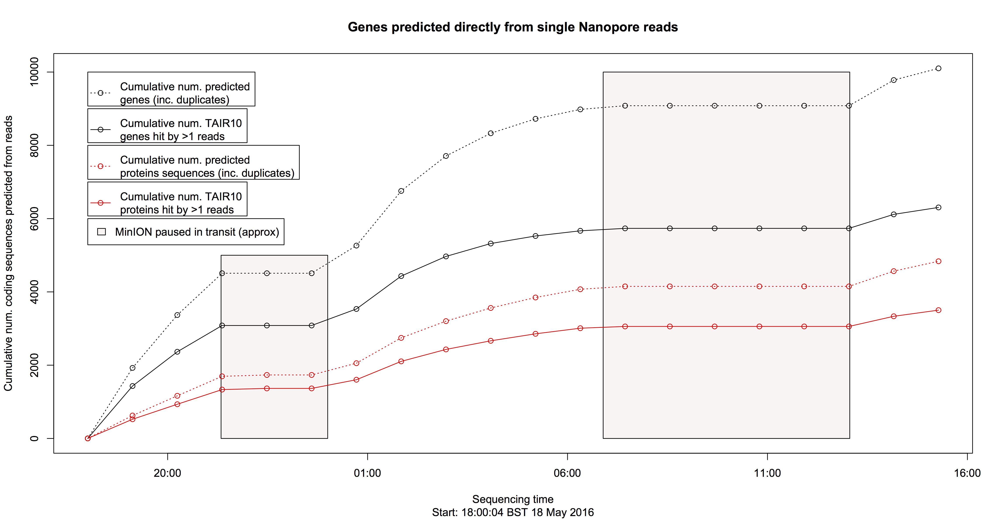 Genes predicted directly from single Nanopore reads
Cumulative num. coding sequences predicted from reads
10000
8000
6000
4000
2000
0
Cumulative num. predicted
genes (inc. duplicates)
Cumulative num. TAIR10
genes hit by >1 reads
Cumulative num. predicted
proteins sequences (inc. duplicates)
Cumulative num. TAIR10
proteins hit by >1 reads
MinION paused in transit (approx)
20:00
01:00
06:00
11:00
16:00
Sequencing time
Start: 18:00:04 BST 18 May 2016